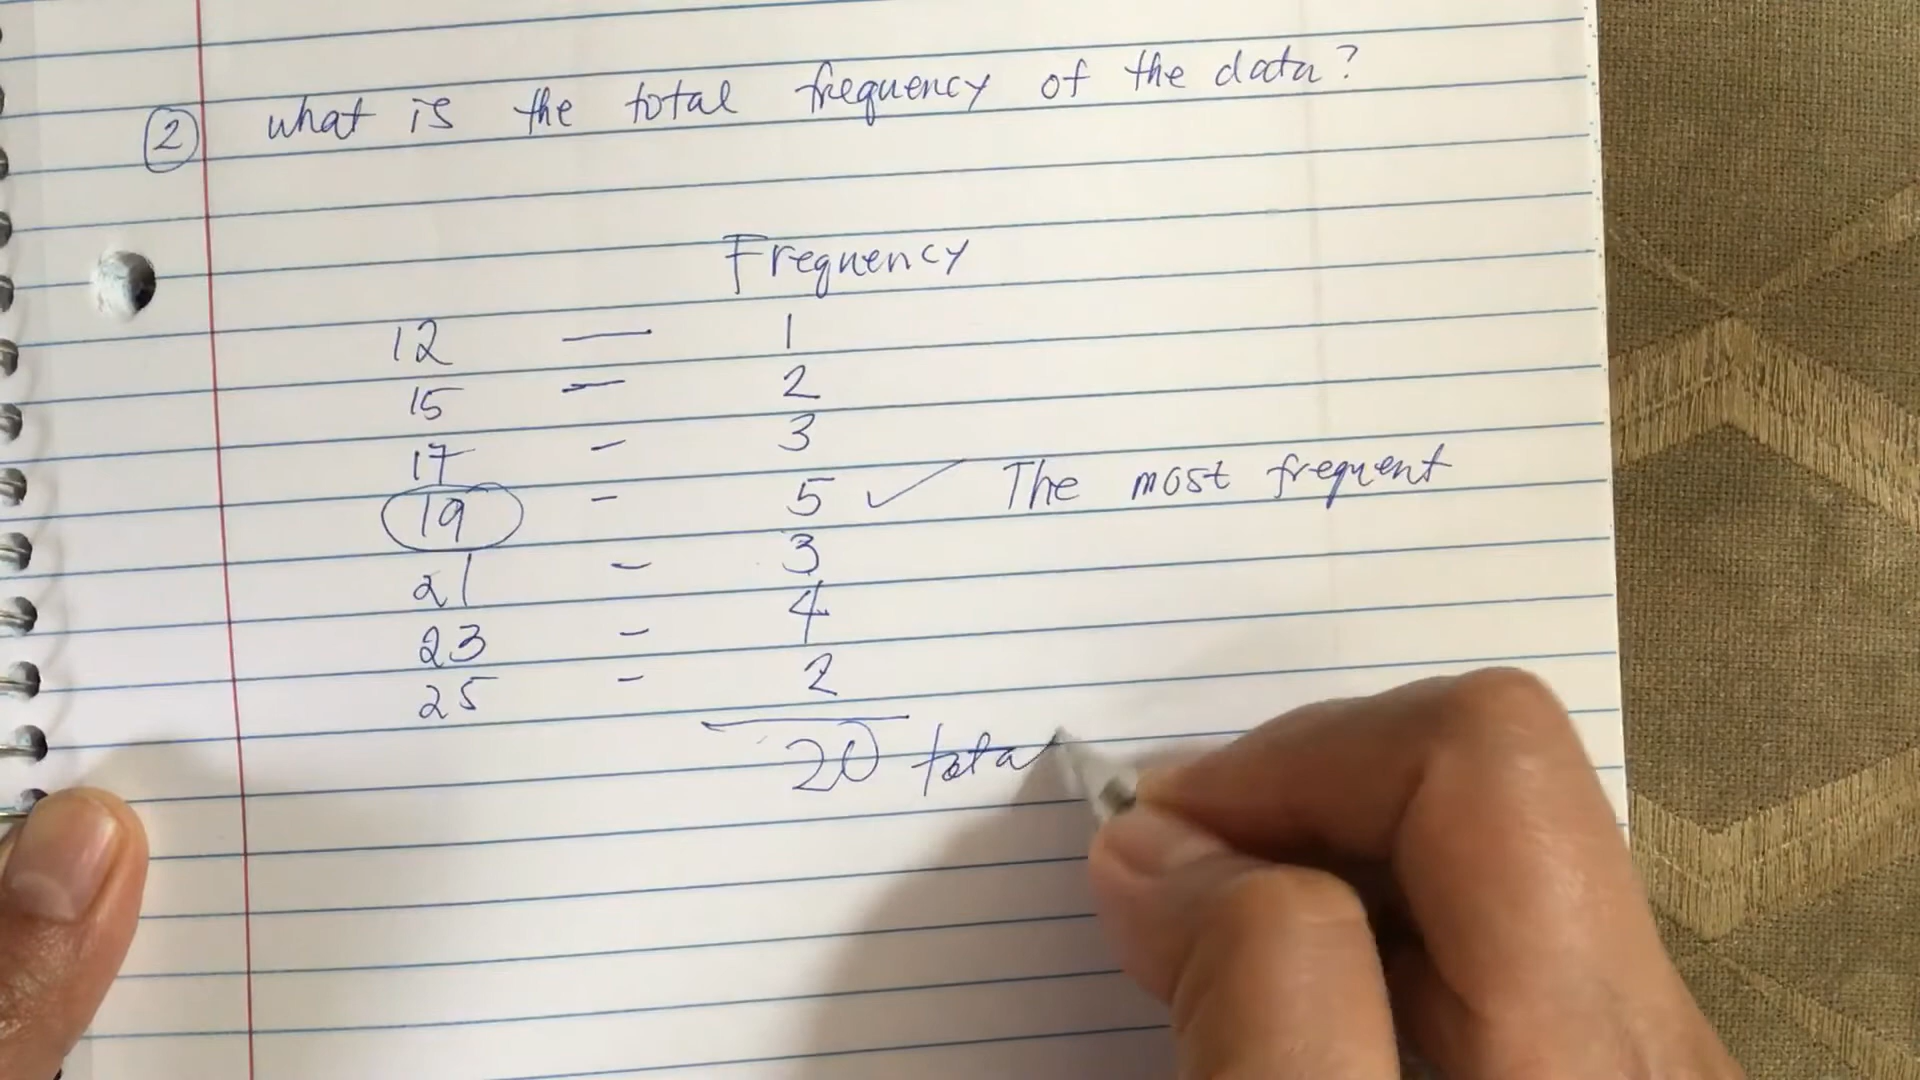 ② what is the total frequency of the data?
Frequency
12 — 1
15 - 2
17 - 3
19 - 5 ✓ The most frequent
21 - 3
23 - 4
25 - 2
20 tota